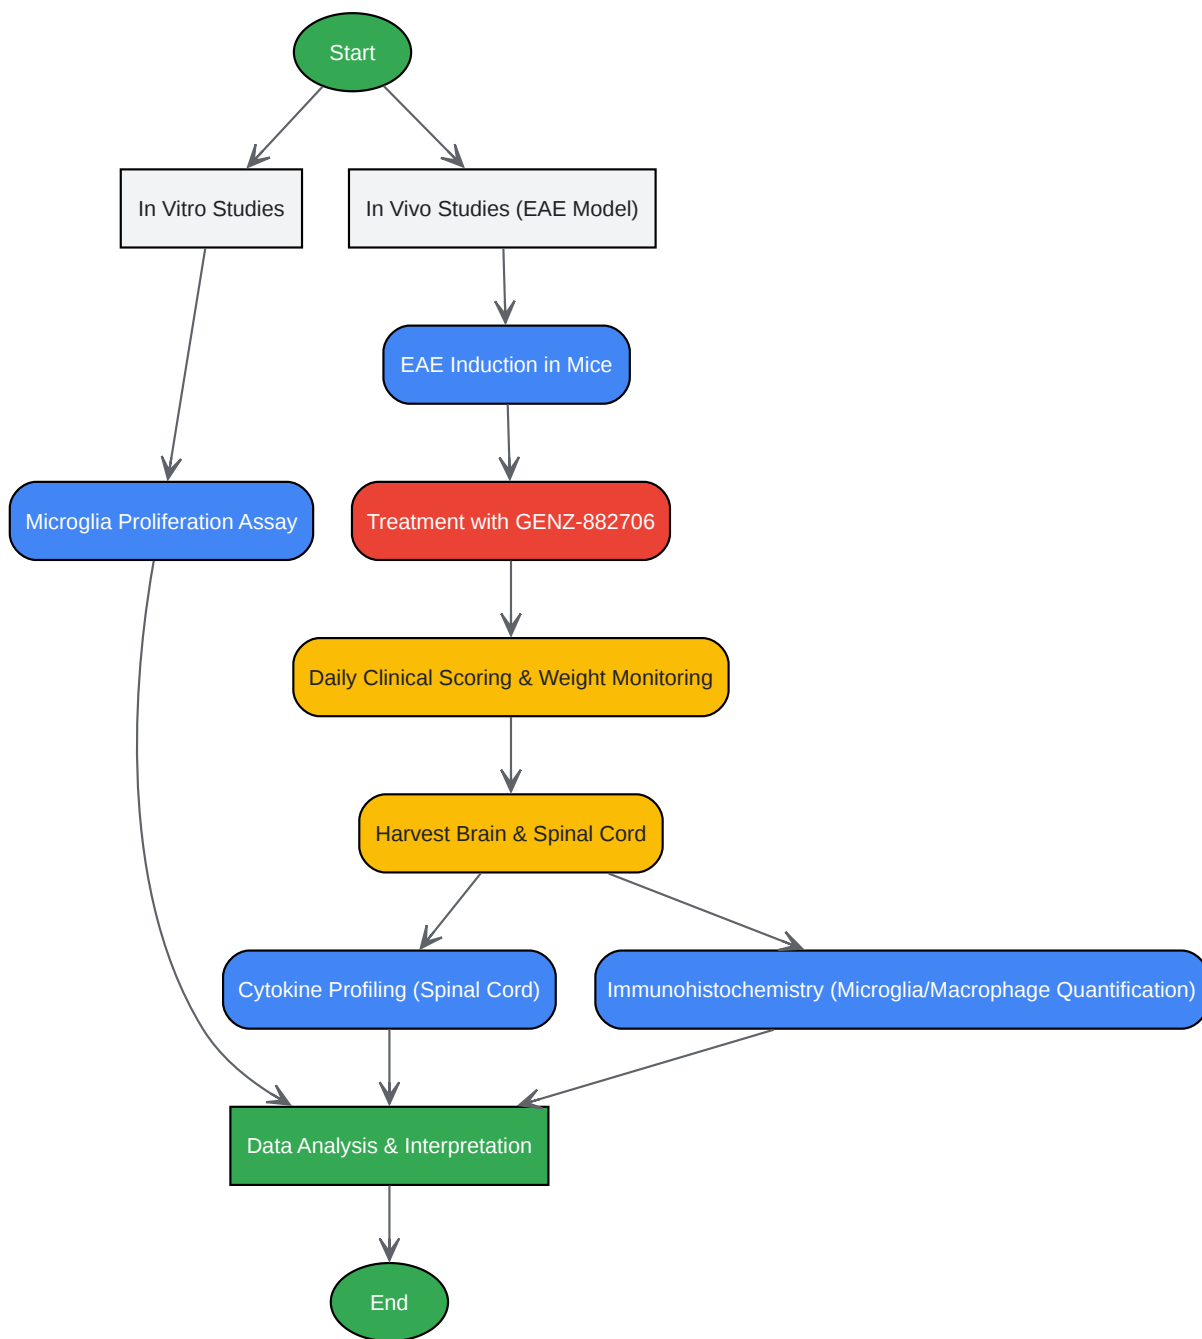 Start
In Vitro Studies
In Vivo Studies (EAE Model)
EAE Induction in Mice
Microglia Proliferation Assay
Treatment with GENZ-882706
Daily Clinical Scoring & Weight Monitoring
Harvest Brain & Spinal Cord
Cytokine Profiling (Spinal Cord)
Immunohistochemistry (Microglia/Macrophage Quantification)
Data Analysis & Interpretation
End